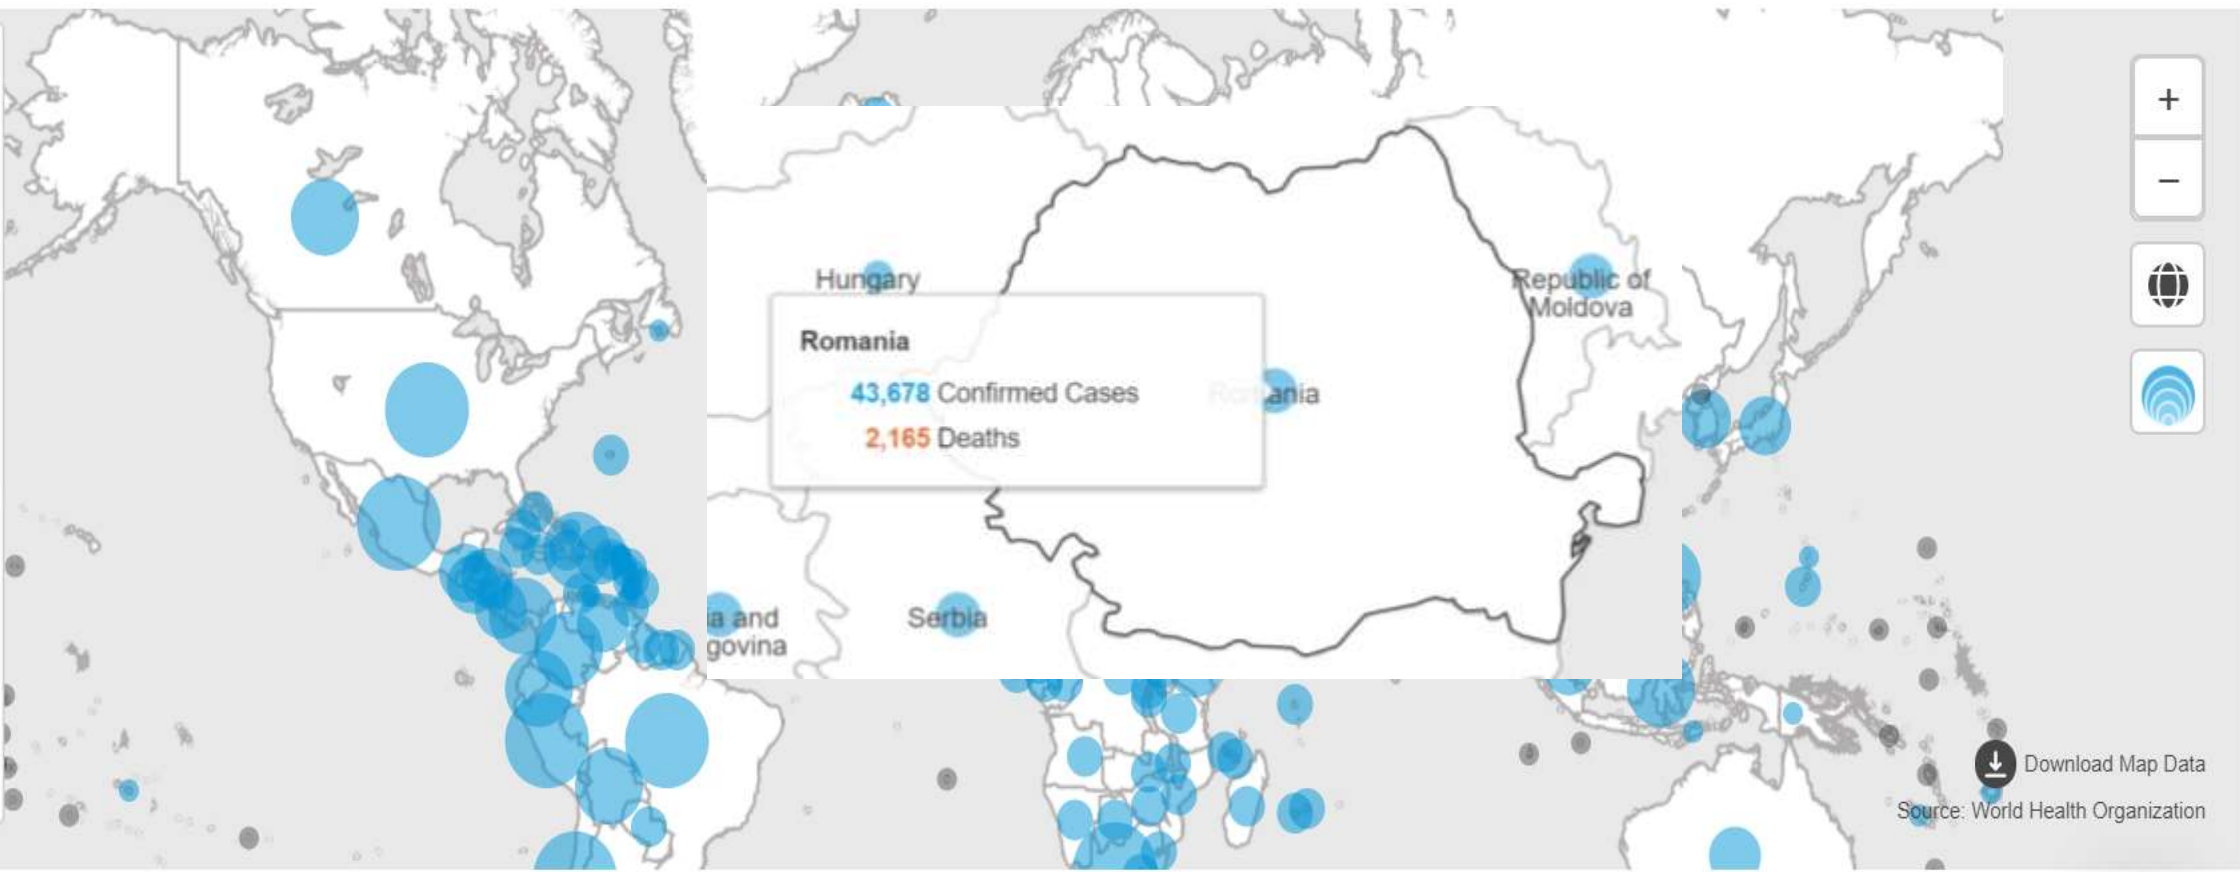 +
−
Hungary
Republic of
Moldova
Romania
43,678 Confirmed Cases
Romania
2,165 Deaths
a and
govina
Serbia
Download Map Data
Source: World Health Organization